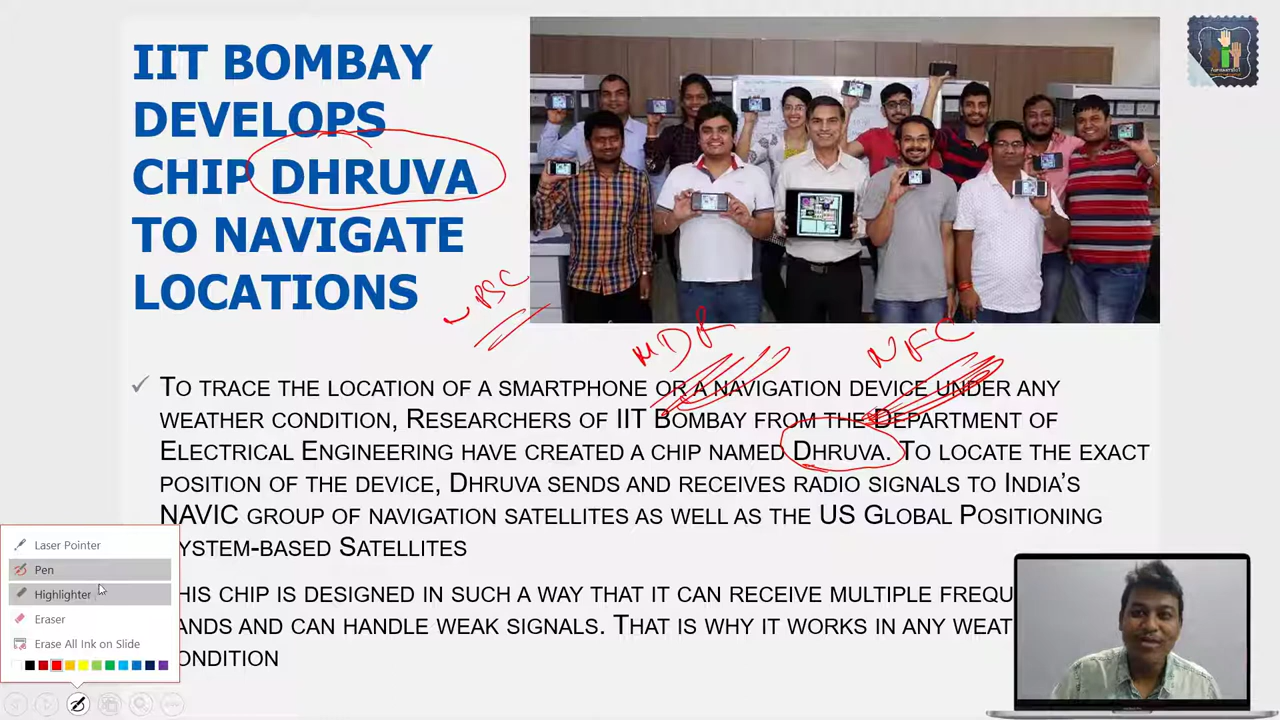 IIT BOMBAY
DEVELOPS
CHIP DHRUVA
TO NAVIGATE
LOCATIONS
UPSC
MDR
NFC
TO TRACE THE LOCATION OF A SMARTPHONE OR A NAVIGATION DEVICE UNDER ANY
WEATHER CONDITION, RESEARCHERS OF IIT BOMBAY FROM THE DEPARTMENT OF
ELECTRICAL ENGINEERING HAVE CREATED A CHIP NAMED DHRUVA. TO LOCATE THE EXACT
POSITION OF THE DEVICE, DHRUVA SENDS AND RECEIVES RADIO SIGNALS TO INDIA'S
NAVIC GROUP OF NAVIGATION SATELLITES AS WELL AS THE US GLOBAL POSITIONING
YSTEM-BASED SATELLITES
HIS CHIP IS DESIGNED IN SUCH A WAY THAT IT CAN RECEIVE MULTIPLE FREQU
ANDS AND CAN HANDLE WEAK SIGNALS. THAT IS WHY IT WORKS IN ANY WEAT
ONDITION
Laser Pointer
Pen
Highlighter
Eraser
Erase All Ink on Slide